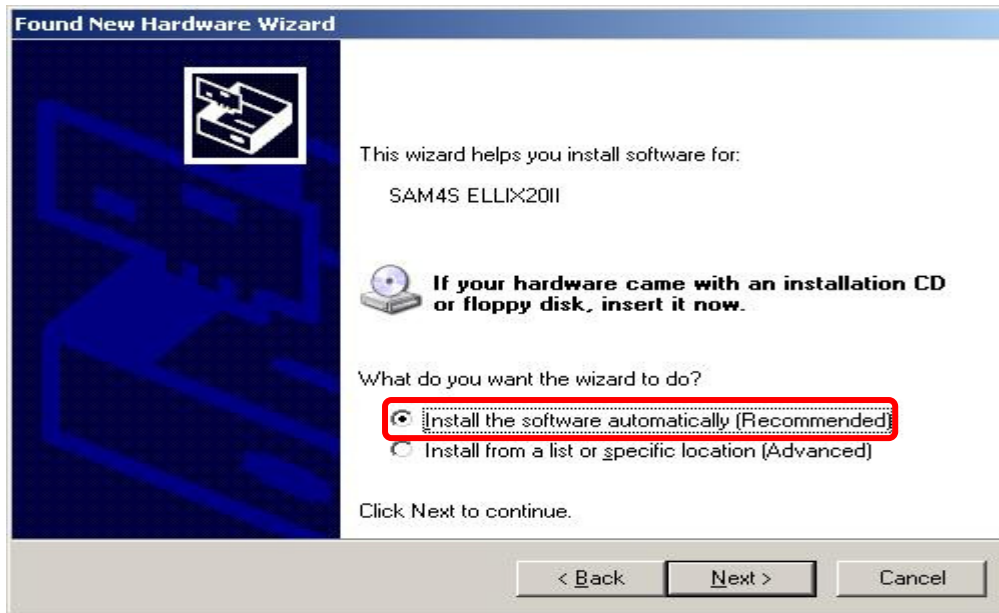 Found New Hardware Wizard
This wizard helps you install software for:
SAM4S ELLIX20II
If your hardware came with an installation CD
or floppy disk, insert it now.
What do you want the wizard to do?
Install the software automatically (Recommended)
Install from a list or specific location (Advanced)
Click Next to continue.
< Back Next > Cancel